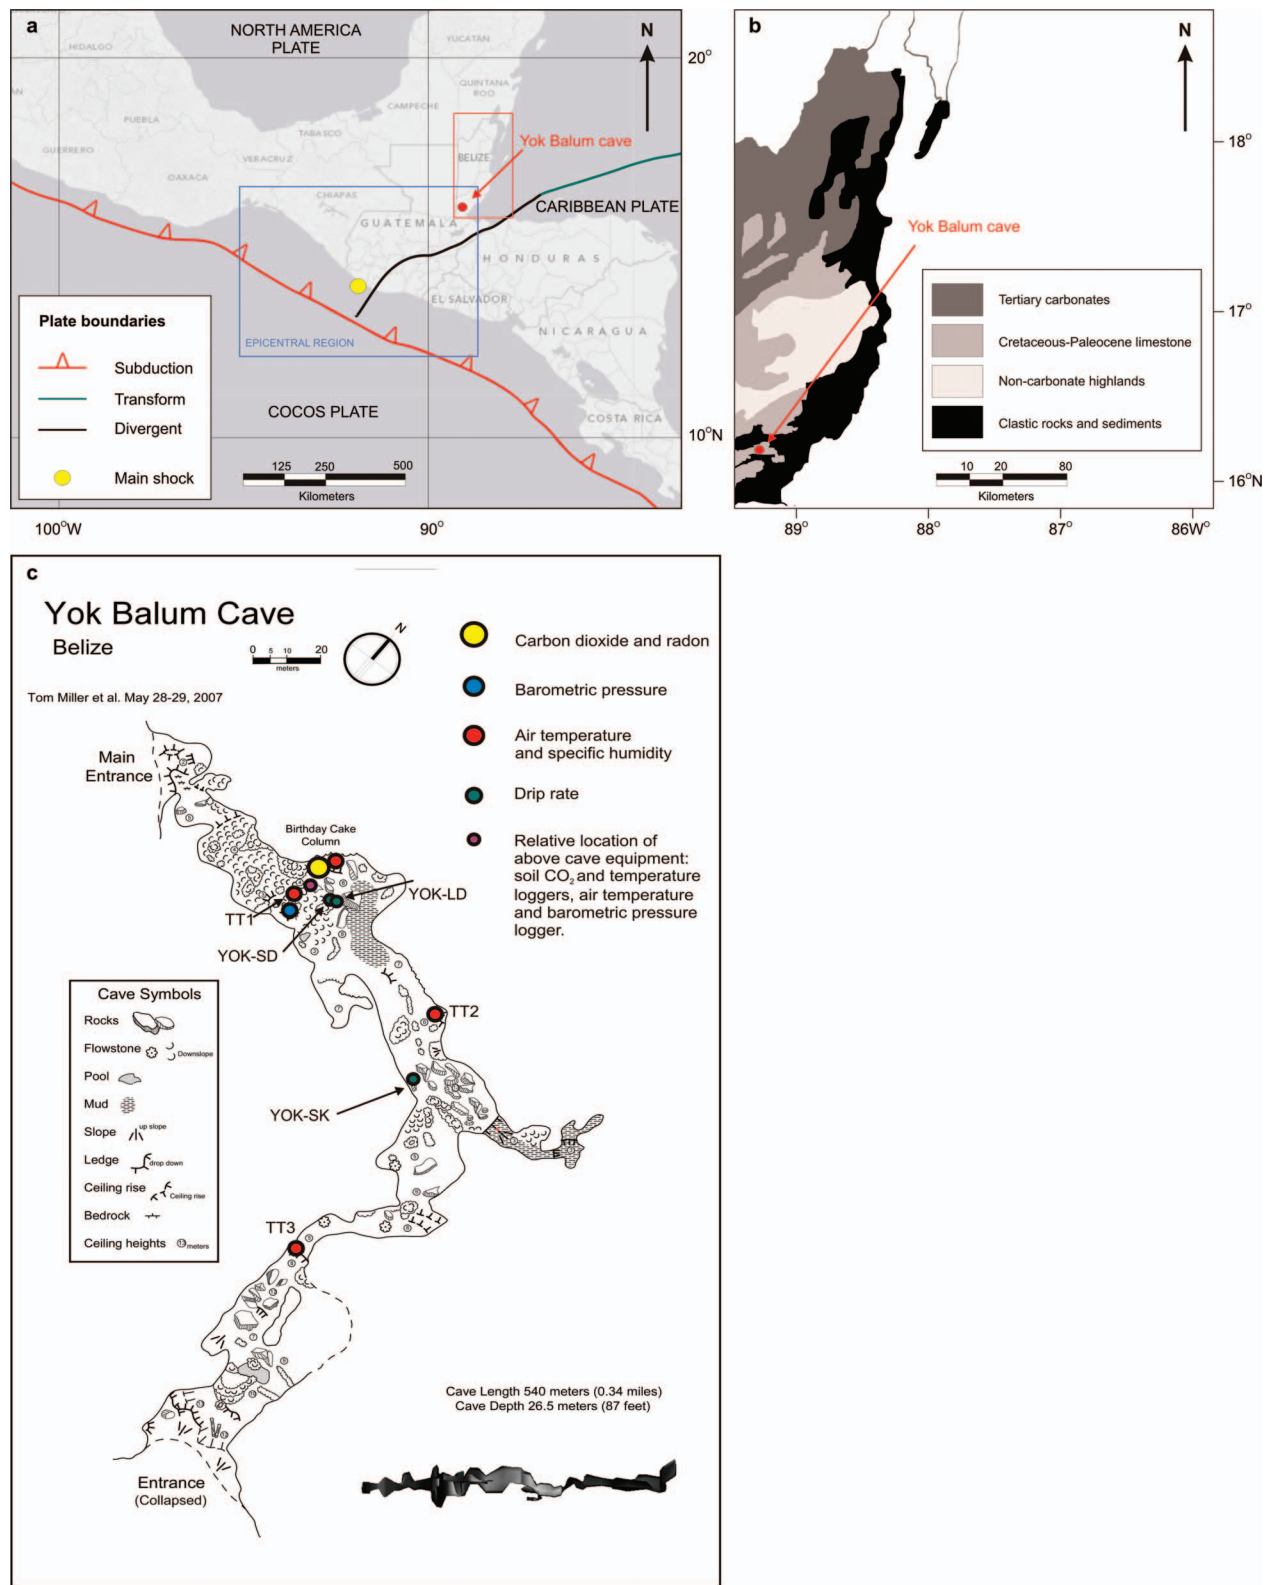 a
NORTH AMERICA
PLATE
N
20°
HIDALGO
YUCATÁN
QUINTANA
ROO
CAMPECHE
PUEBLA
TABASCO
Yok Balum cave
GUERRERO
VERACRUZ
BELIZE
OAXACA
CHIAPAS
CARIBBEAN PLATE
GUATEMALA
HONDURAS
EL SALVADOR
NICARAGUA
EPICENTRAL REGION
COCOS PLATE
COSTA RICA
10°N
Plate boundaries
Subduction
Transform
Divergent
Main shock
125 250 500
Kilometers
100°W
90°
b
N
18°
Yok Balum cave
Tertiary carbonates
Cretaceous-Paleocene limestone
Non-carbonate highlands
Clastic rocks and sediments
17°
10 20 80
Kilometers
16°N
89° 88° 87° 86W°
c
Yok Balum Cave
Belize
0 5 10 20
meters
N
Tom Miller et al. May 28-29, 2007
Carbon dioxide and radon
Barometric pressure
Air temperature
and specific humidity
Drip rate
Relative location of
above cave equipment:
soil CO₂ and temperature
loggers, air temperature
and barometric pressure
logger.
Main
Entrance
Birthday Cake
Column
YOK-LD
TT1
YOK-SD
TT2
YOK-SK
TT3
Cave Symbols
Rocks
Flowstone
Downslope
Pool
Mud
Slope
up slope
Ledge
drop down
Ceiling rise
Ceiling rise
Bedrock
Ceiling heights
meters
Cave Length 540 meters (0.34 miles)
Cave Depth 26.5 meters (87 feet)
Entrance
(Collapsed)